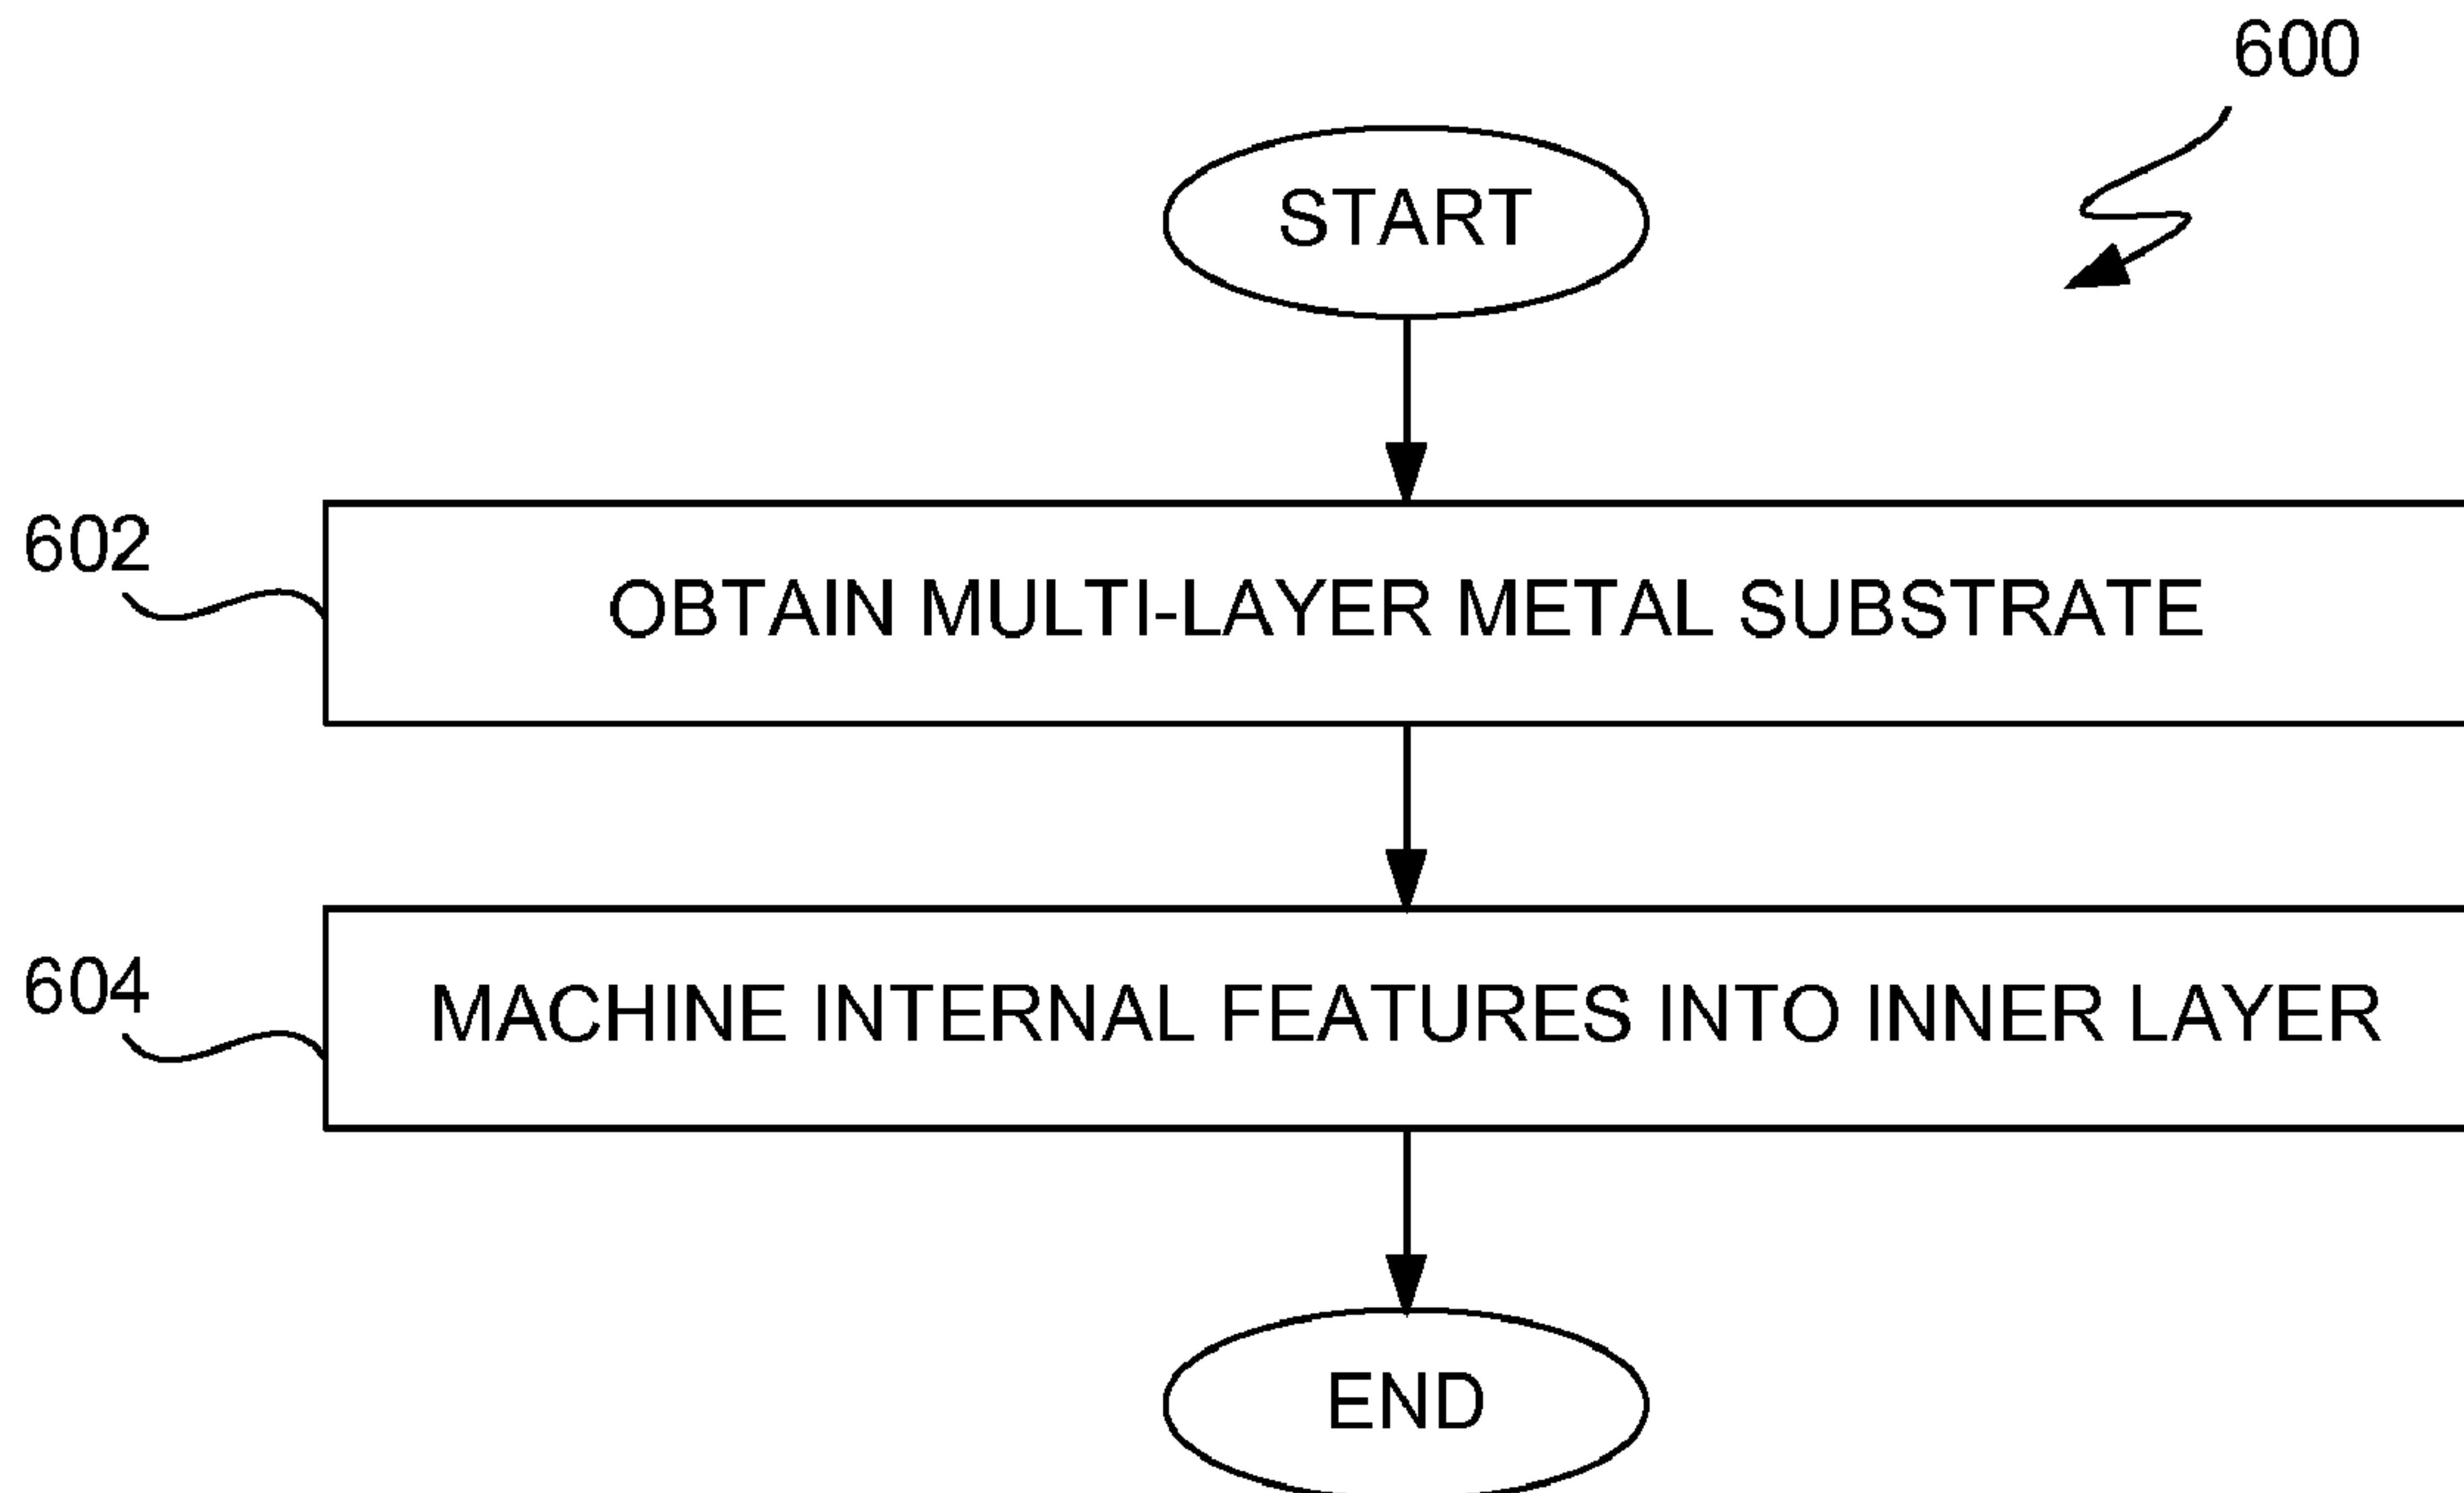 600
START
602
OBTAIN MULTI-LAYER METAL SUBSTRATE
604
MACHINE INTERNAL FEATURES INTO INNER LAYER
END